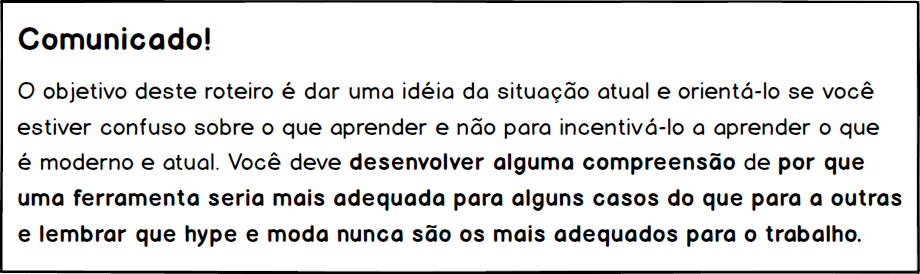 Comunicado!
O objetivo deste roteiro é dar uma idéia da situação atual e orientá-lo se você
estiver confuso sobre o que aprender e não para incentivá-lo a aprender o que
é moderno e atual. Você deve desenvolver alguma compreensão de por que
uma ferramenta seria mais adequada para alguns casos do que para a outras
e lembrar que hype e moda nunca são os mais adequados para o trabalho.